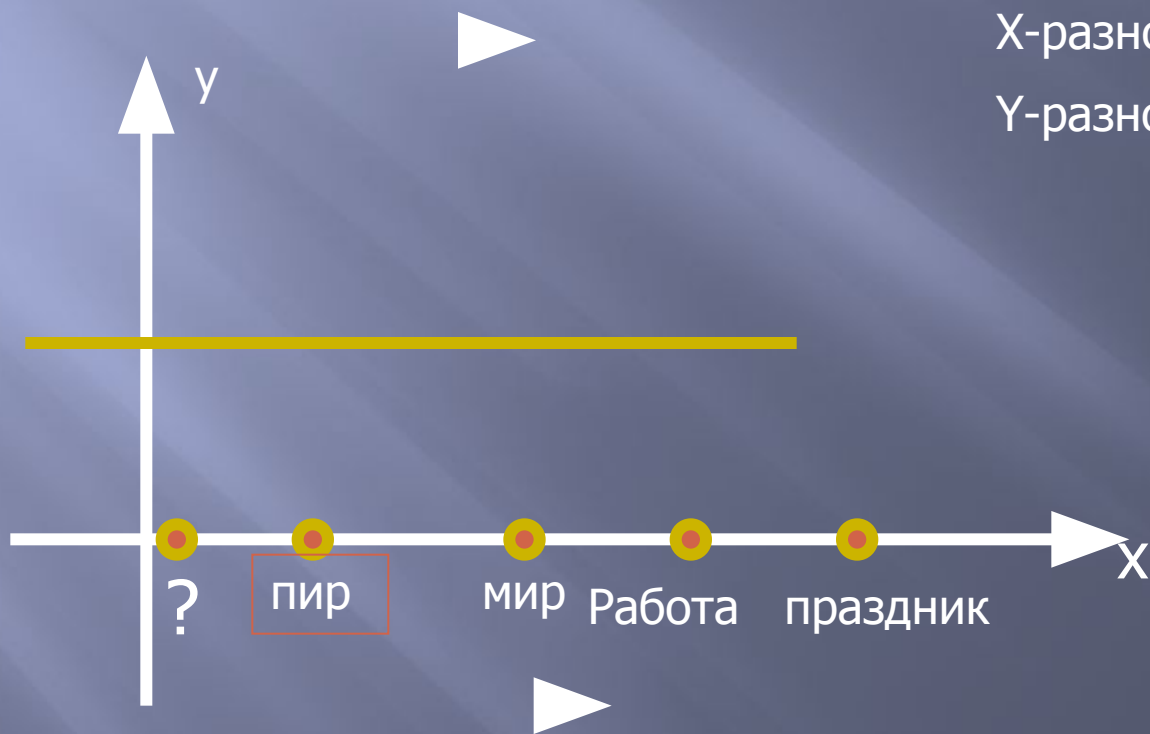 X-разно
Y-разно
y
x
?
пир
мир
Работа
праздник